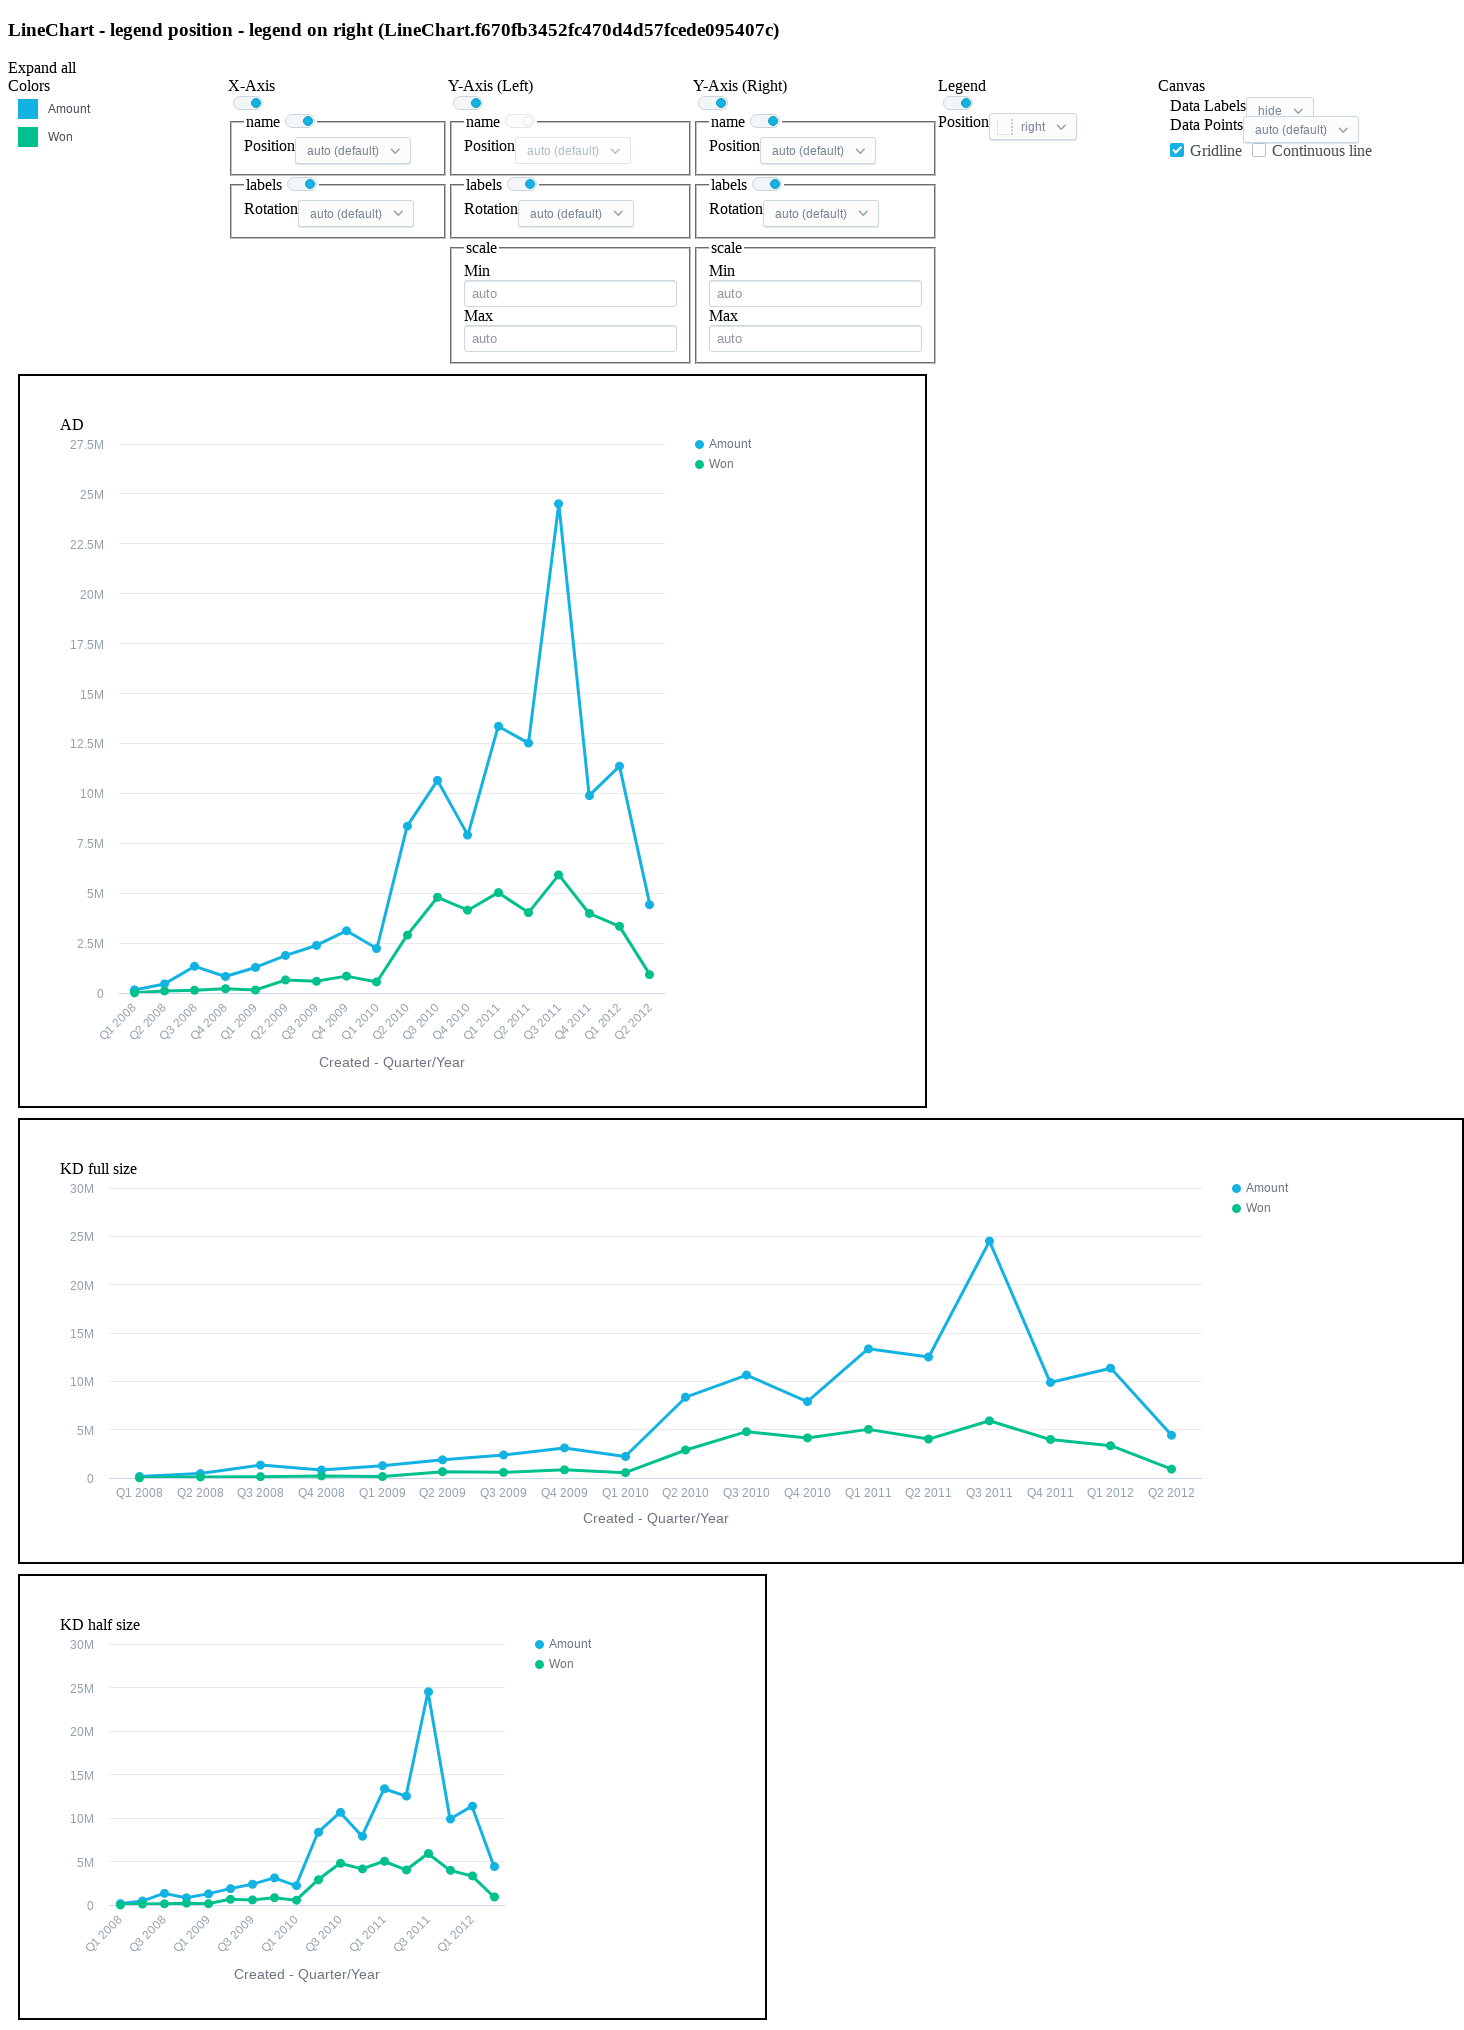 LineChart - legend position - legend on right (LineChart.f670fb3452fc470d4d57fcede095407c)
Expand all
Colors
Amount
Won
X-Axis
name
Position auto (default)
labels
Rotation auto (default)
Y-Axis (Left)
name
Position auto (default)
labels
Rotation auto (default)
scale
Min
auto
Max
auto
Y-Axis (Right)
name
Position auto (default)
labels
Rotation auto (default)
scale
Min
auto
Max
auto
Legend
Position right
Canvas
Data Labels hide
Data Points auto (default)
Gridline Continuous line
AD
27.5M
25M
22.5M
20M
17.5M
15M
12.5M
10M
7.5M
5M
2.5M
0
Q1 2008 Q2 2008 Q3 2008 Q4 2008 Q1 2009 Q2 2009 Q3 2009 Q4 2009 Q1 2010 Q2 2010 Q3 2010 Q4 2010 Q1 2011 Q2 2011 Q3 2011 Q4 2011 Q1 2012 Q2 2012
Created - Quarter/Year
Amount
Won
KD full size
30M
25M
20M
15M
10M
5M
0
Q1 2008 Q2 2008 Q3 2008 Q4 2008 Q1 2009 Q2 2009 Q3 2009 Q4 2009 Q1 2010 Q2 2010 Q3 2010 Q4 2010 Q1 2011 Q2 2011 Q3 2011 Q4 2011 Q1 2012 Q2 2012
Created - Quarter/Year
Amount
Won
KD half size
30M
25M
20M
15M
10M
5M
0
Q1 2008 Q3 2008 Q1 2009 Q3 2009 Q1 2010 Q3 2010 Q1 2011 Q3 2011 Q1 2012
Created - Quarter/Year
Amount
Won